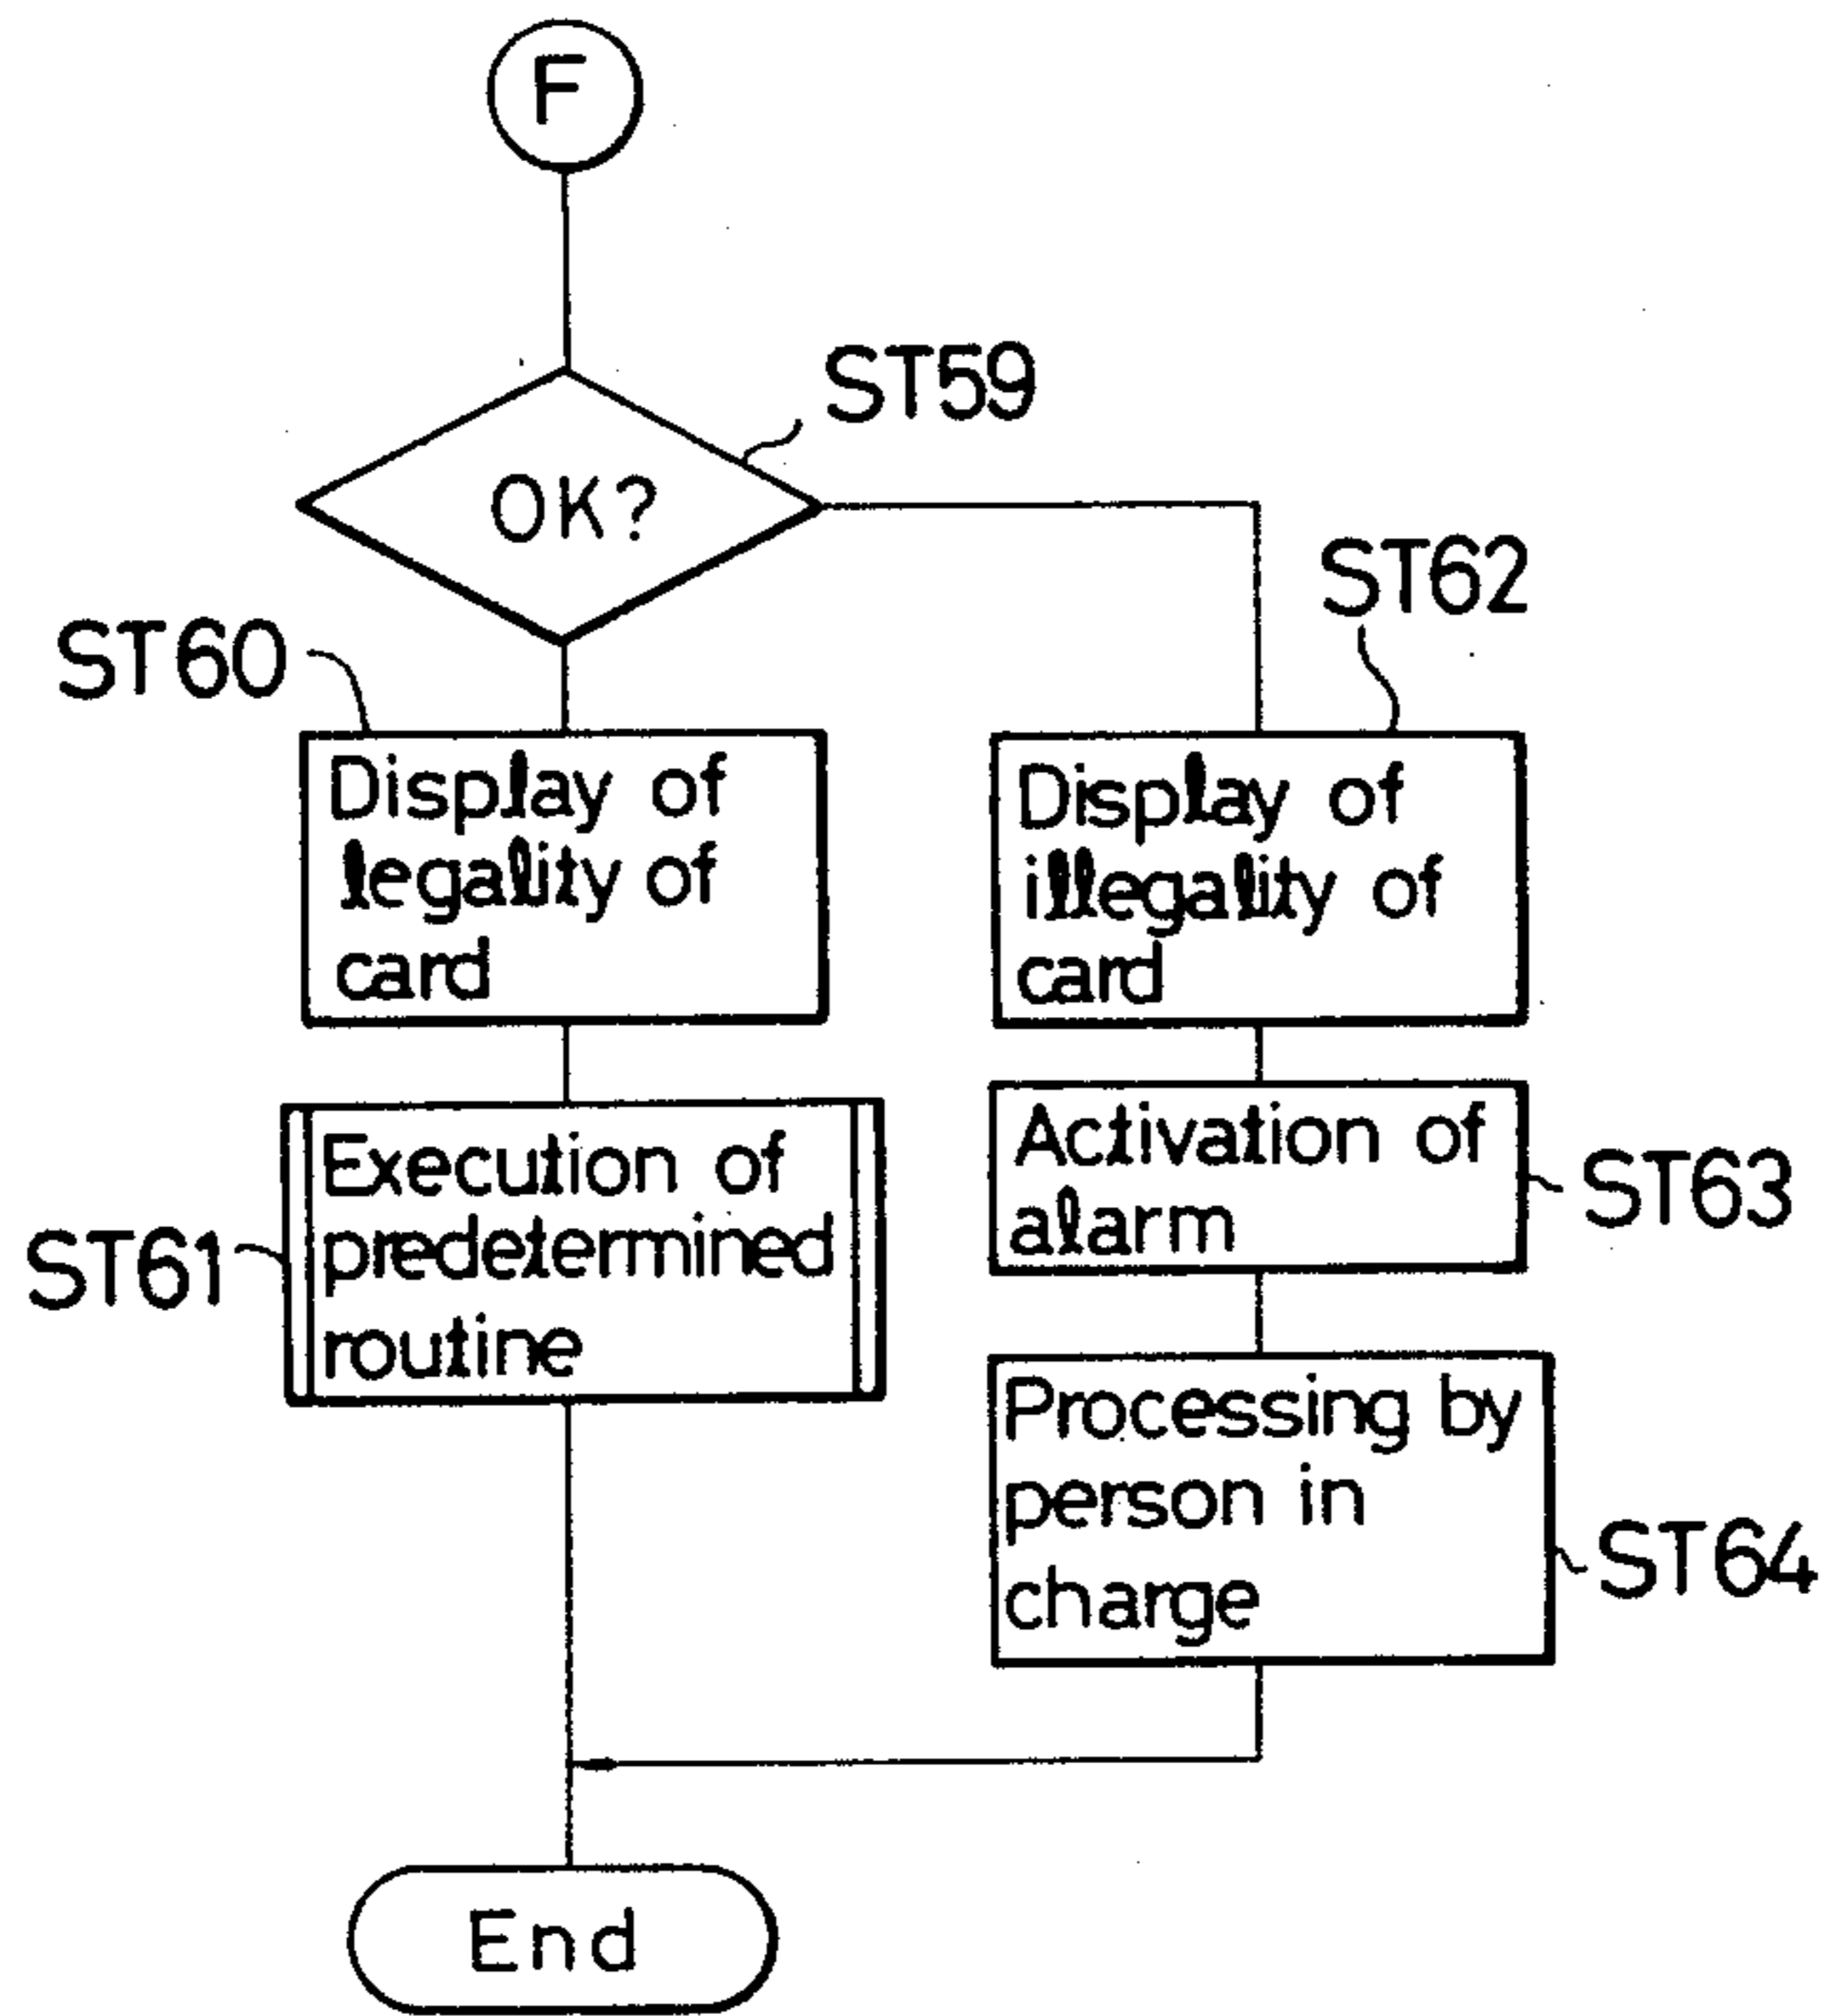 F
ST59
OK?
ST62
ST60
Display of
legality of
card
Display of
illegality of
card
Execution of
predetermined
routine
ST61
Activation of
alarm
ST63
Processing by
person in
charge
ST64
End